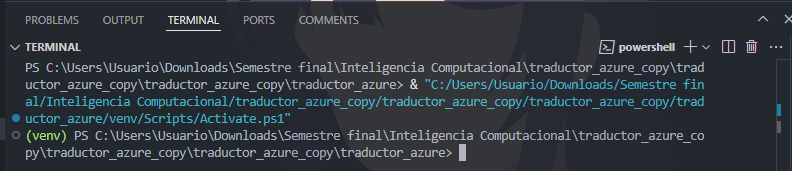 PROBLEMS OUTPUT TERMINAL PORTS COMMENTS
TERMINAL powershell
PS C:\Users\Usuario\Downloads\Semestre final\Inteligencia Computacional\traductor_azure_copy\trad
uctor_azure_copy\traductor_azure_copy\traductor_azure> & "C:/Users/Usuario/Downloads/Semestre fin
al/Inteligencia Computacional/traductor_azure_copy/traductor_azure_copy/traductor_azure_copy/trad
uctor_azure/venv/Scripts/Activate.ps1"
(venv) PS C:\Users\Usuario\Downloads\Semestre final\Inteligencia Computacional\traductor_azure_co
py\traductor_azure_copy\traductor_azure_copy\traductor_azure>